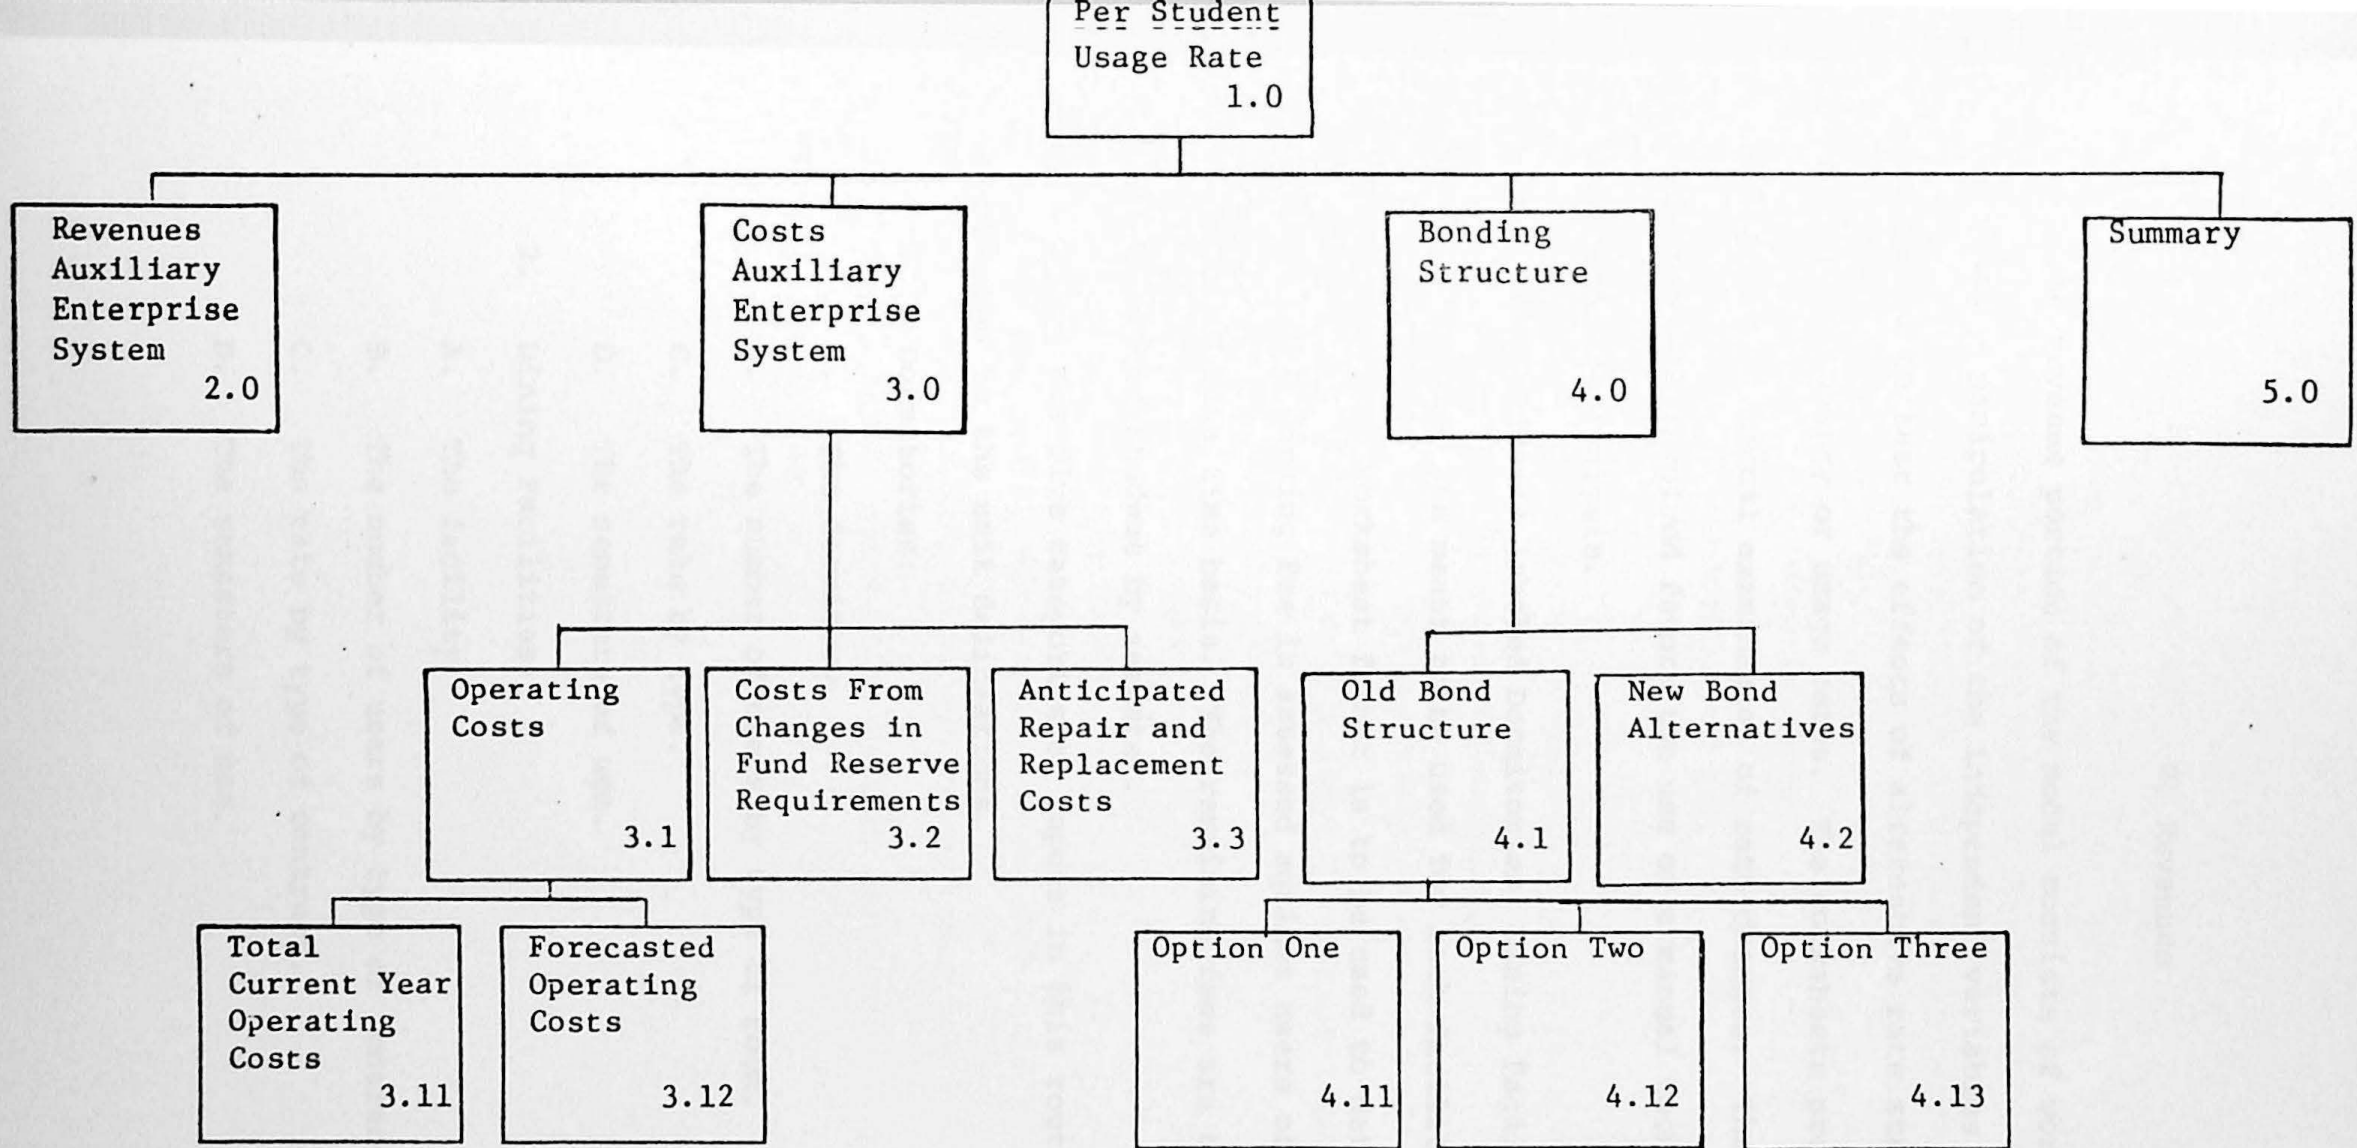 Per Student
Usage Rate
1.0
Revenues
Auxiliary
Enterprise
System
2.0
Costs
Auxiliary
Enterprise
System
3.0
Bonding
Structure
4.0
Summary
5.0
Operating
Costs
3.1
Costs From
Changes in
Fund Reserve
Requirements
3.2
Anticipated
Repair and
Replacement
Costs
3.3
Old Bond
Structure
4.1
New Bond
Alternatives
4.2
Total
Current Year
Operating
Costs
3.11
Forecasted
Operating
Costs
3.12
Option One
4.11
Option Two
4.12
Option Three
4.13